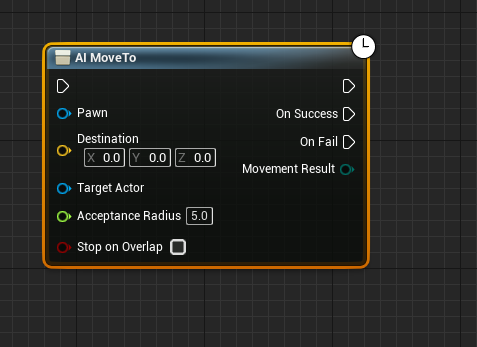 AI MoveTo
Pawn
On Success
Destination
On Fail
X 0.0 Y 0.0 Z 0.0
Movement Result
Target Actor
Acceptance Radius 5.0
Stop on Overlap